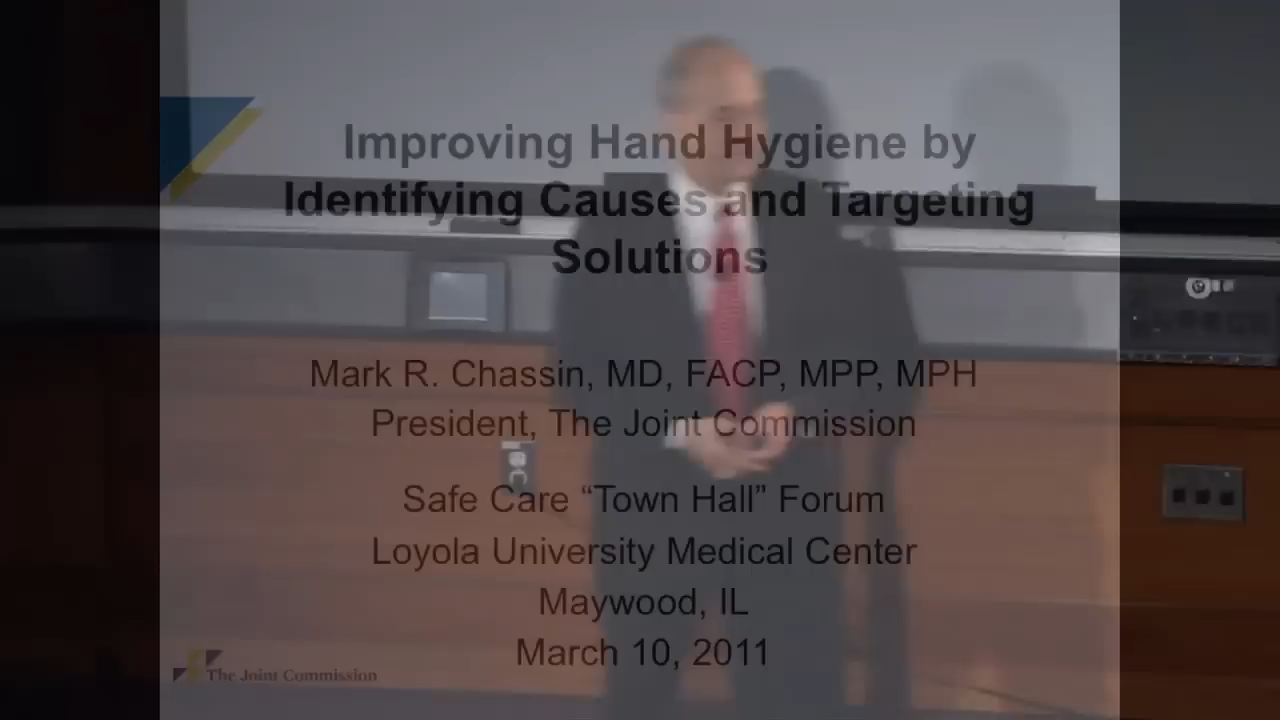 Improving Hand Hygiene by
Identifying Causes and Targeting
Solutions
Mark R. Chassin, MD, FACP, MPP, MPH
President, The Joint Commission
Safe Care “Town Hall” Forum
Loyola University Medical Center
Maywood, IL
March 10, 2011
The Joint Commission